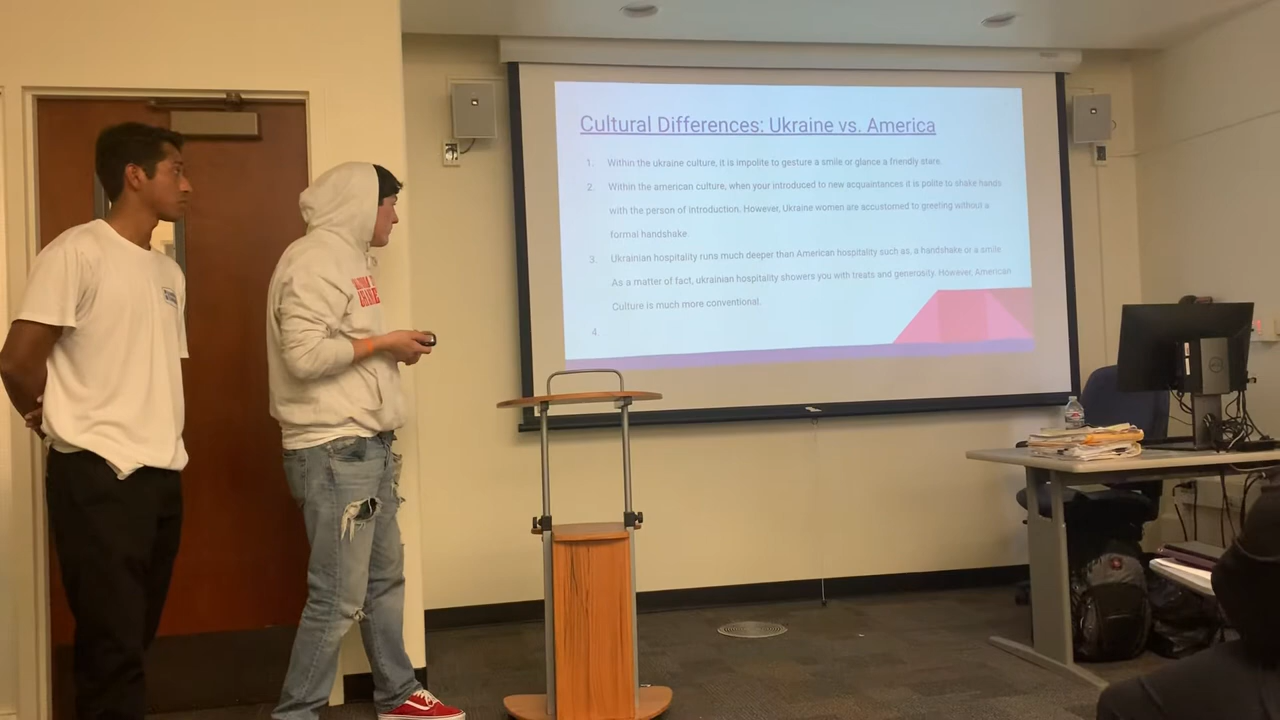 Cultural Differences: Ukraine vs. America
1. Within the ukraine culture, it is impolite to gesture a smile or glance a friendly stare.
2. Within the american culture, when your introduced to new acquaintances it is polite to shake hands
with the person of introduction. However, Ukraine women are accustomed to greeting without a
formal handshake.
3. Ukrainian hospitality runs much deeper than American hospitality such as, a handshake or a smile
As a matter of fact, ukrainian hospitality showers you with treats and generosity. However, American
Culture is much more conventional.
4.